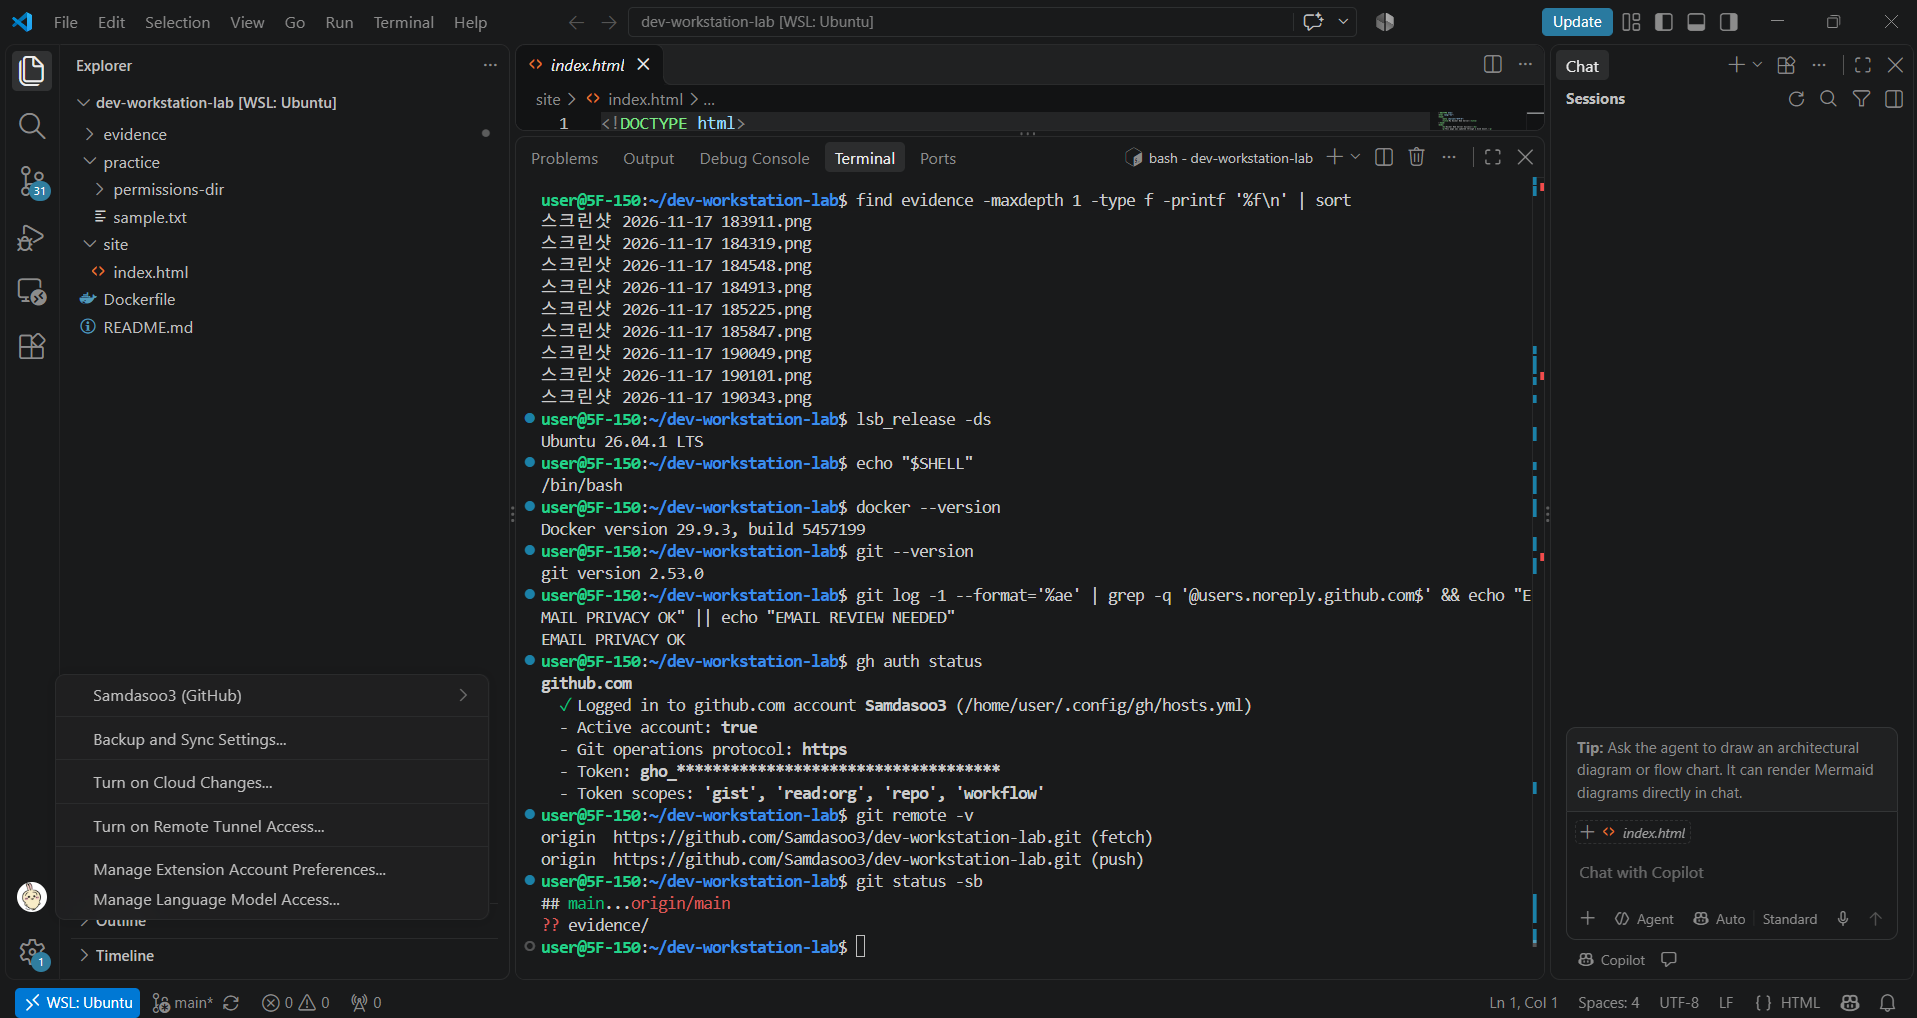 File Edit Selection View Go Run Terminal Help
dev-workstation-lab [WSL: Ubuntu]
Update
Explorer
dev-workstation-lab [WSL: Ubuntu]
evidence
practice
permissions-dir
sample.txt
site
index.html
Dockerfile
README.md
31
Samdasoo3 (GitHub)
Backup and Sync Settings...
Turn on Cloud Changes...
Turn on Remote Tunnel Access...
Manage Extension Account Preferences...
Manage Language Model Access...
Outline
Timeline
1
index.html
site > index.html > ...
1 <!DOCTYPE html>
Problems Output Debug Console Terminal Ports
bash - dev-workstation-lab
user@5F-150:~/dev-workstation-lab$ find evidence -maxdepth 1 -type f -printf '%f\n' | sort
스크린샷 2026-11-17 183911.png
스크린샷 2026-11-17 184319.png
스크린샷 2026-11-17 184548.png
스크린샷 2026-11-17 184913.png
스크린샷 2026-11-17 185225.png
스크린샷 2026-11-17 185847.png
스크린샷 2026-11-17 190049.png
스크린샷 2026-11-17 190101.png
스크린샷 2026-11-17 190343.png
user@5F-150:~/dev-workstation-lab$ lsb_release -ds
Ubuntu 26.04.1 LTS
user@5F-150:~/dev-workstation-lab$ echo "$SHELL"
/bin/bash
user@5F-150:~/dev-workstation-lab$ docker --version
Docker version 29.9.3, build 5457199
user@5F-150:~/dev-workstation-lab$ git --version
git version 2.53.0
user@5F-150:~/dev-workstation-lab$ git log -1 --format='%ae' | grep -q '@users.noreply.github.com$' && echo "E
MAIL PRIVACY OK" || echo "EMAIL REVIEW NEEDED"
EMAIL PRIVACY OK
user@5F-150:~/dev-workstation-lab$ gh auth status
github.com
✓ Logged in to github.com account Samdasoo3 (/home/user/.config/gh/hosts.yml)
- Active account: true
- Git operations protocol: https
- Token: gho_************************************
- Token scopes: 'gist', 'read:org', 'repo', 'workflow'
user@5F-150:~/dev-workstation-lab$ git remote -v
origin https://github.com/Samdasoo3/dev-workstation-lab.git (fetch)
origin https://github.com/Samdasoo3/dev-workstation-lab.git (push)
user@5F-150:~/dev-workstation-lab$ git status -sb
## main...origin/main
?? evidence/
user@5F-150:~/dev-workstation-lab$
Chat
Sessions
Tip: Ask the agent to draw an architectural
diagram or flow chart. It can render Mermaid
diagrams directly in chat.
index.html
Chat with Copilot
Agent Auto Standard
Copilot
WSL: Ubuntu main* 0 0 0
Ln 1, Col 1 Spaces: 4 UTF-8 LF { } HTML